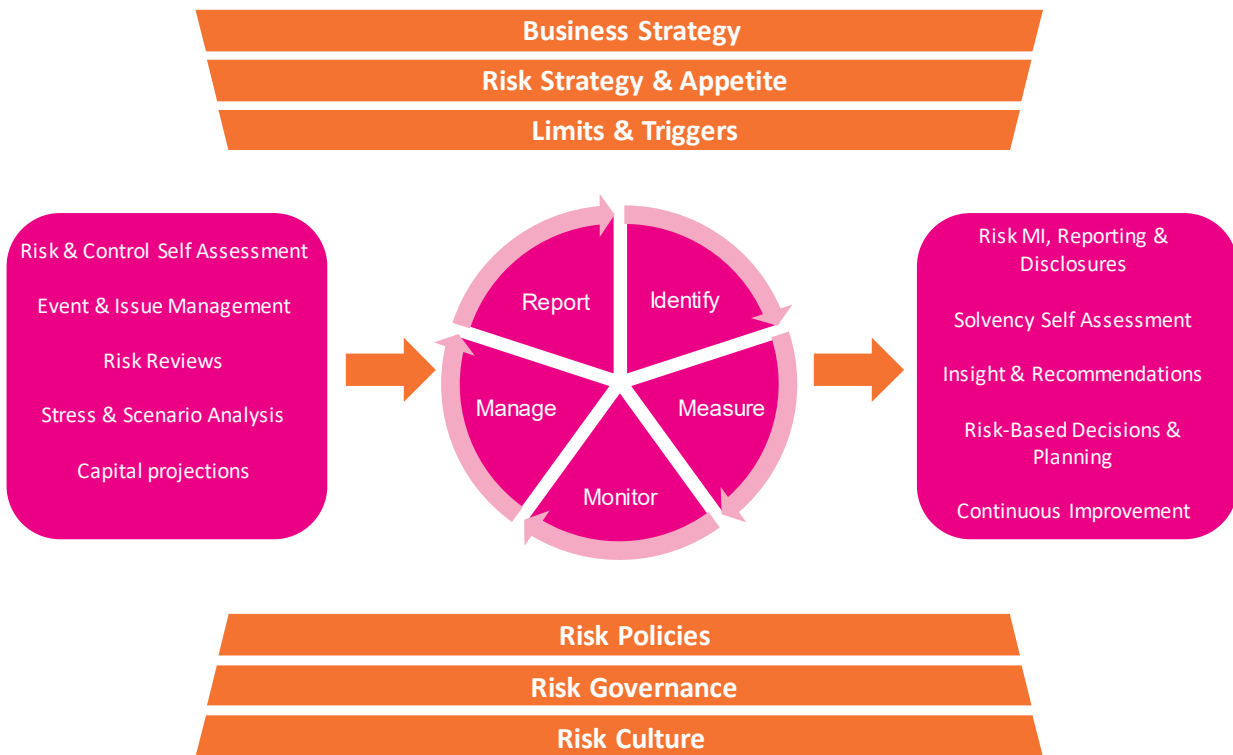 Business Strategy
Risk Strategy & Appetite
Limits & Triggers
Risk & Control Self Assessment
Event & Issue Management
Risk Reviews
Stress & Scenario Analysis
Capital projections
Report
Identify
Manage
Measure
Monitor
Risk MI, Reporting &
Disclosures
Solvency Self Assessment
Insight & Recommendations
Risk-Based Decisions &
Planning
Continuous Improvement
Risk Policies
Risk Governance
Risk Culture